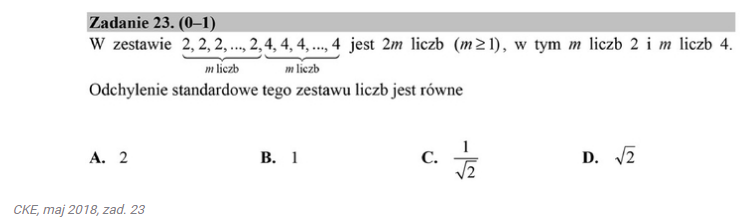 Zadanie 23. (0–1)
W zestawie 2, 2, 2, ..., 2, 4, 4, 4, ..., 4 jest 2m liczb (m ≥ 1), w tym m liczb 2 i m liczb 4.
m liczb m liczb
Odchylenie standardowe tego zestawu liczb jest równe
A. 2 B. 1 C. 1/√2 D. √2
CKE, maj 2018, zad. 23